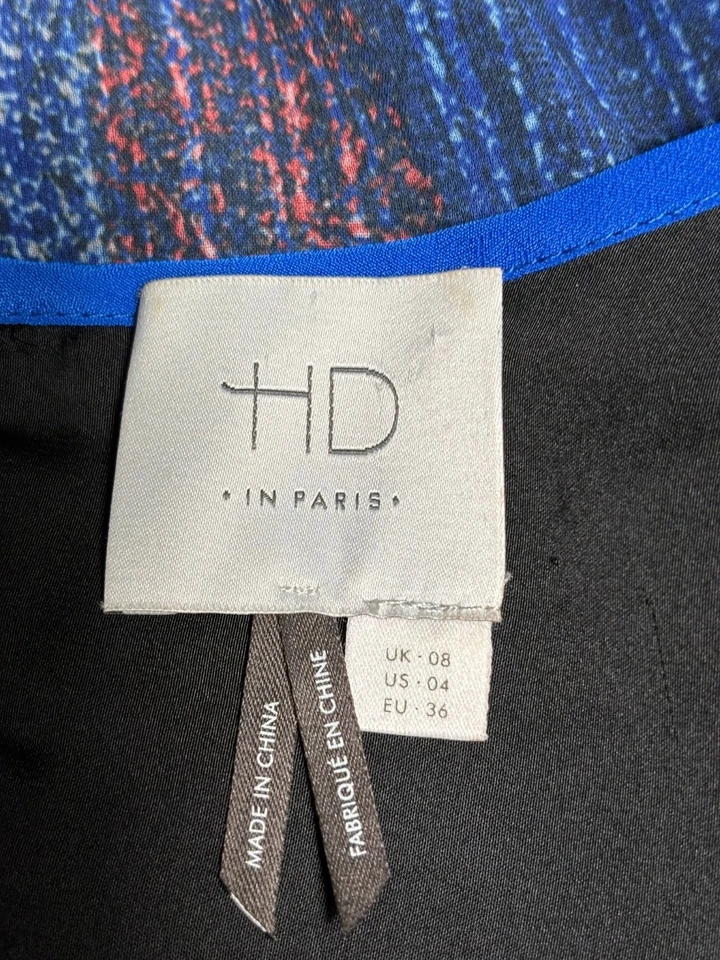 HD
• IN PARIS •
UK · 08
US · 04
EU · 36
MADE IN CHINA
FABRIQUÉ EN CHINE